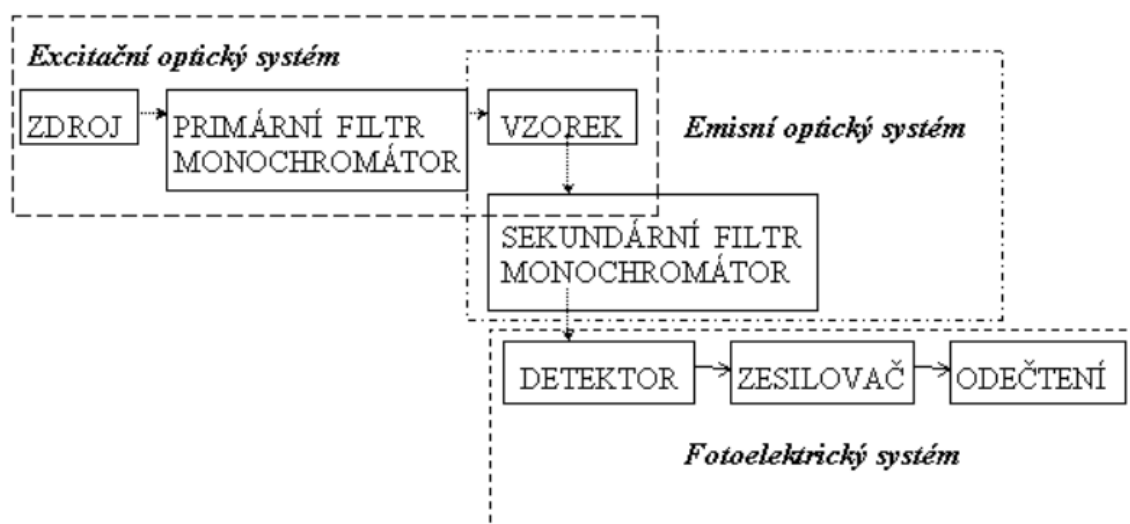 Excitační optický systém
ZDROJ
PRIMÁRNÍ FILTR
MONOCHROMÁTOR
VZOREK
Emisní optický systém
SEKUNDÁRNÍ FILTR
MONOCHROMÁTOR
DETEKTOR
ZESILOVAČ
ODEČTENÍ
Fotoelektrický systém